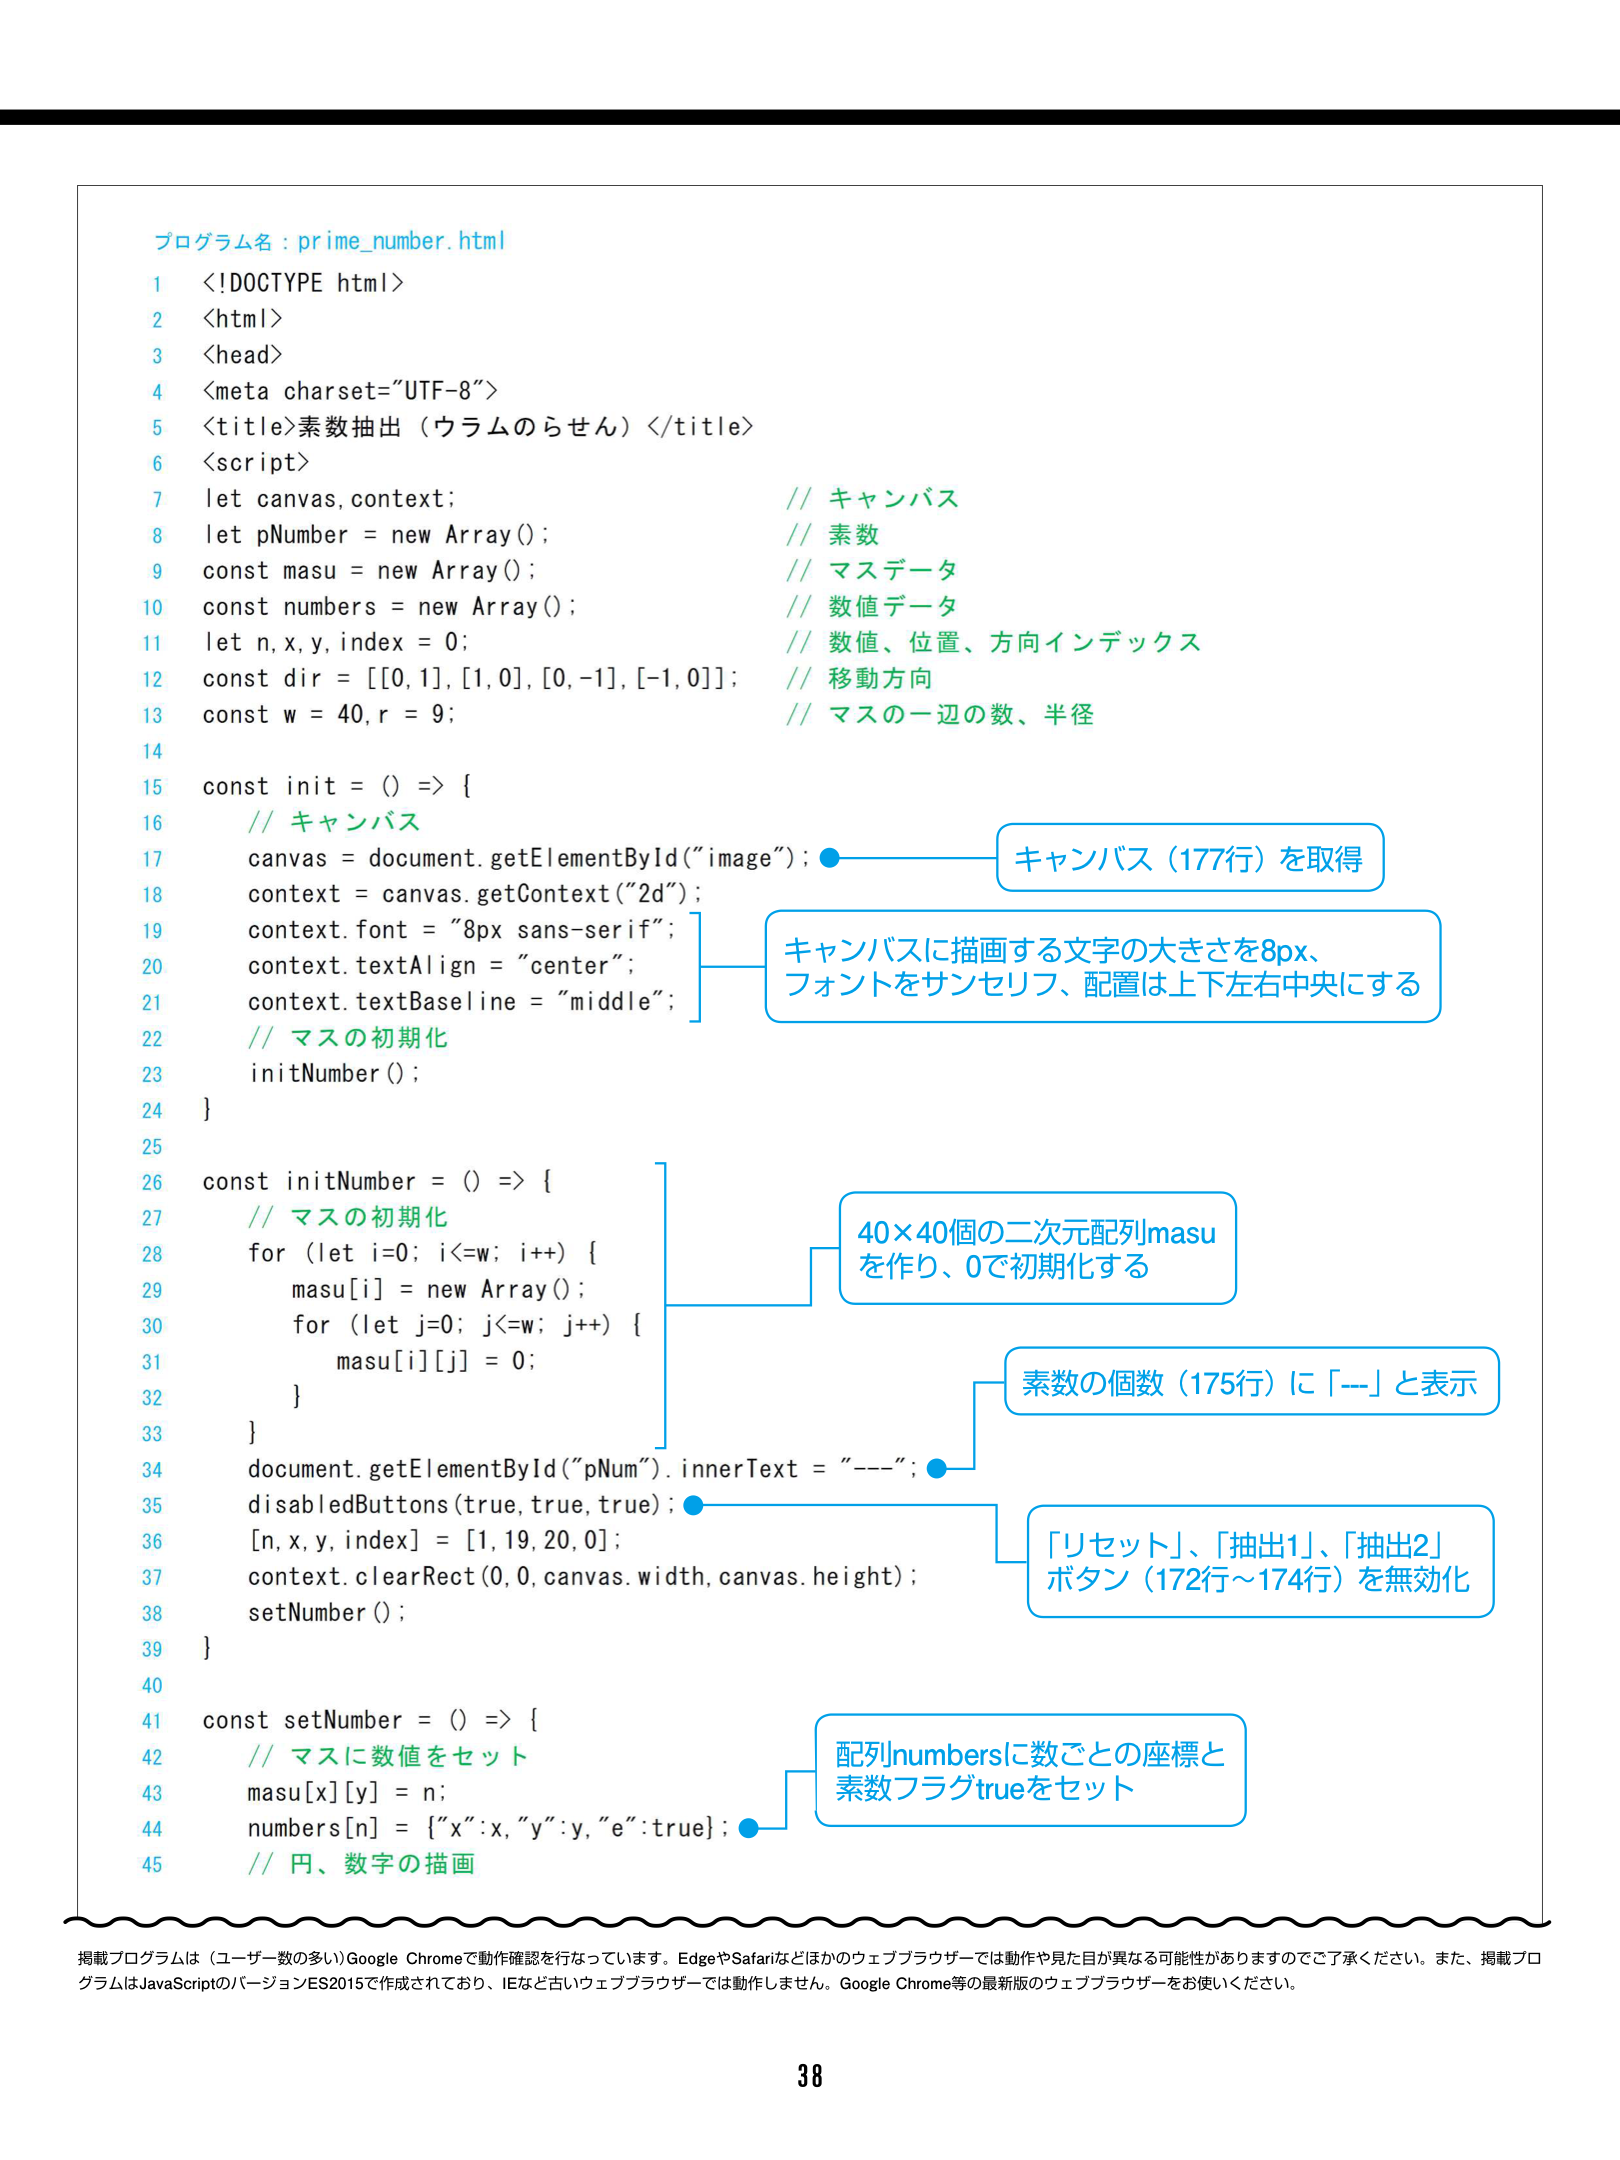 プログラム名：prime_number.html
1 <!DOCTYPE html>
2 <html>
3 <head>
4 <meta charset="UTF-8">
5 <title>素数抽出（ウラムのらせん）</title>
6 <script>
7 let canvas,context; // キャンバス
8 let pNumber = new Array(); // 素数
9 const masu = new Array(); // マスデータ
10 const numbers = new Array(); // 数値データ
11 let n,x,y,index = 0; // 数値、位置、方向インデックス
12 const dir = [[0,1],[1,0],[0,-1],[-1,0]]; // 移動方向
13 const w = 40,r = 9; // マスの一辺の数、半径
14
15 const init = () => {
16 // キャンバス
17 canvas = document.getElementById("image");
キャンバス（177行）を取得
18 context = canvas.getContext("2d");
19 context.font = "8px sans-serif";
20 context.textAlign = "center";
21 context.textBaseline = "middle";
キャンバスに描画する文字の大きさを8px、
フォントをサンセリフ、配置は上下左右中央にする
22 // マスの初期化
23 initNumber();
24 }
25
26 const initNumber = () => {
27 // マスの初期化
28 for (let i=0; i<=w; i++) {
29 masu[i] = new Array();
30 for (let j=0; j<=w; j++) {
31 masu[i][j] = 0;
32 }
33 }
40×40個の二次元配列masu
を作り、0で初期化する
34 document.getElementById("pNum").innerText = "---";
素数の個数（175行）に「---」と表示
35 disabledButtons(true,true,true);
「リセット」、「抽出1」、「抽出2」
ボタン（172行～174行）を無効化
36 [n,x,y,index] = [1,19,20,0];
37 context.clearRect(0,0,canvas.width,canvas.height);
38 setNumber();
39 }
40
41 const setNumber = () => {
42 // マスに数値をセット
43 masu[x][y] = n;
44 numbers[n] = {"x":x,"y":y,"e":true};
配列numbersに数ごとの座標と
素数フラグtrueをセット
45 // 円、数字の描画
掲載プログラムは（ユーザー数の多い）Google Chromeで動作確認を行なっています。EdgeやSafariなどほかのウェブブラウザーでは動作や見た目が異なる可能性がありますのでご了承ください。また、掲載プロ
グラムはJavaScriptのバージョンES2015で作成されており、IEなど古いウェブブラウザーでは動作しません。Google Chrome等の最新版のウェブブラウザーをお使いください。
38